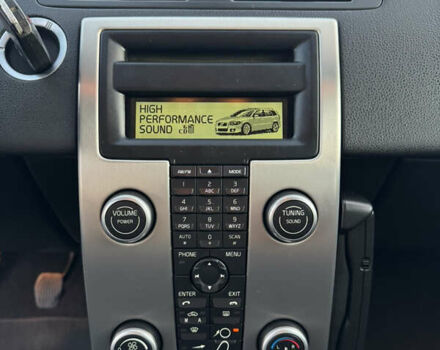 HIGH
PERFORMANCE
SOUND
AM/FM
MODE
1 2 ABC 3 DEF
4 GHI 5 JKL 6 MNO
7 PQRS 8 TUV 9 WXYZ
AUTO 0 SCAN
VOLUME
POWER
TUNING
SOUND
PHONE MENU
ENTER EXIT
M A